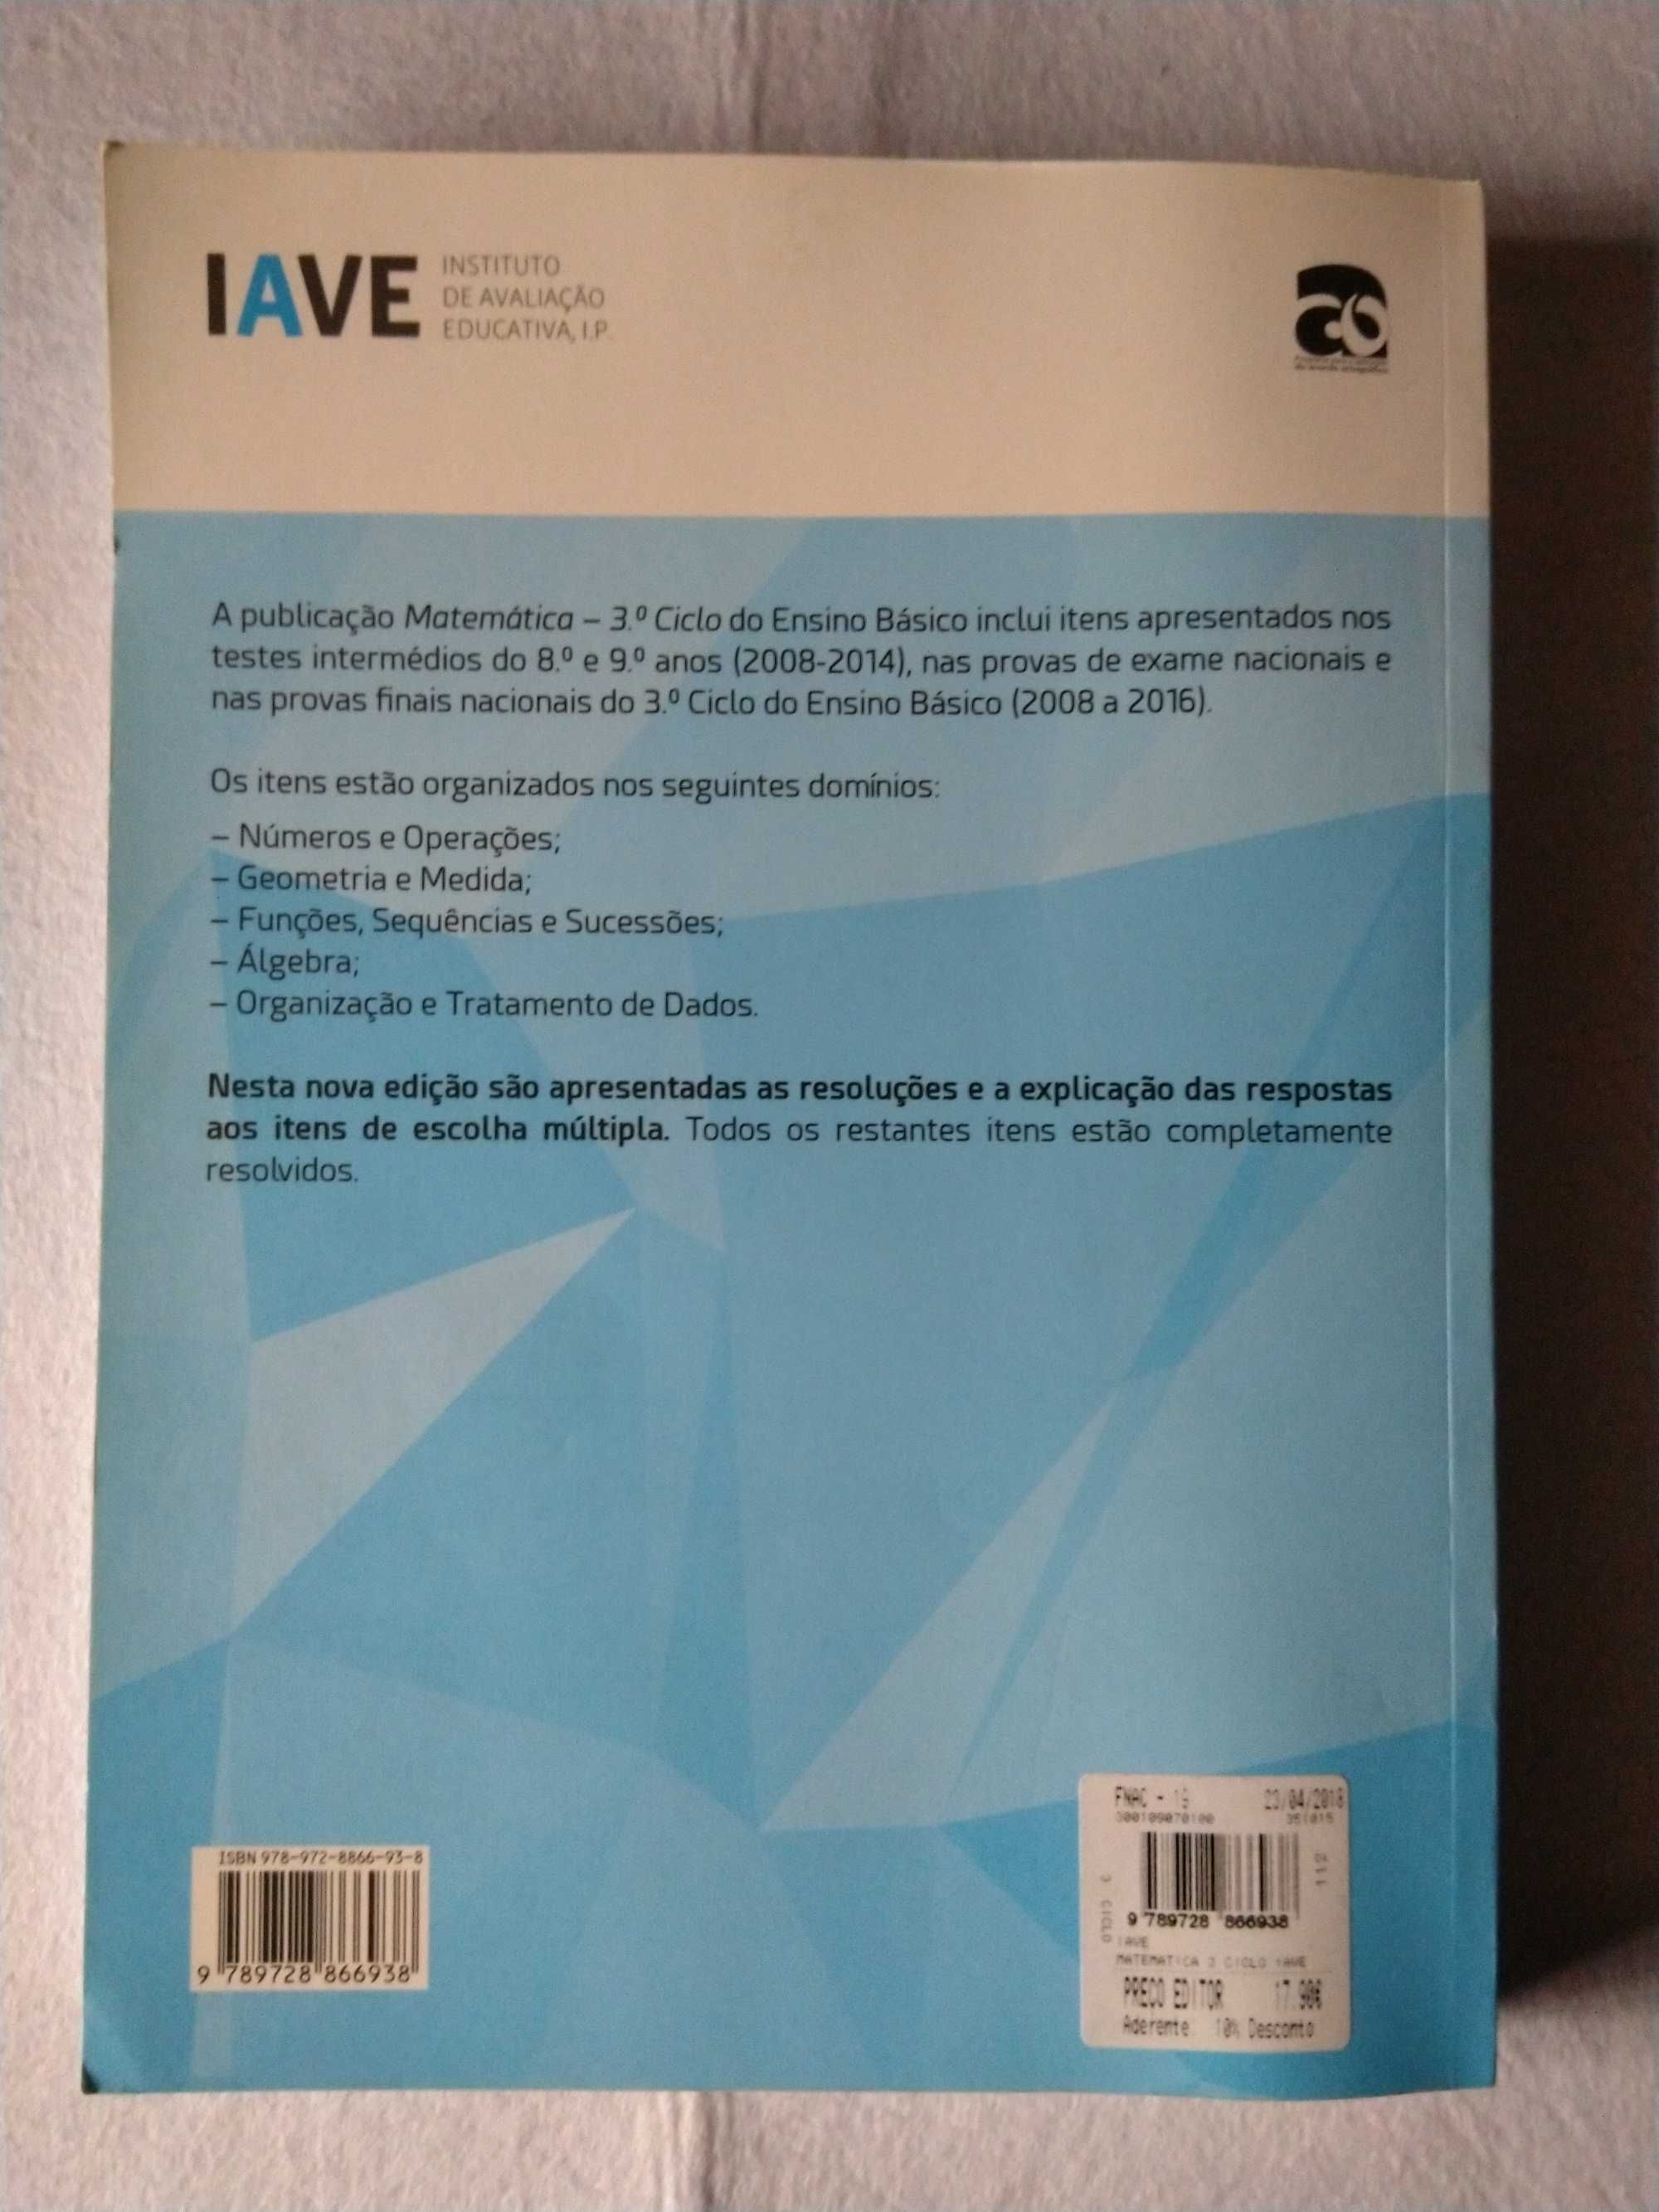 IAVE
INSTITUTO
DE AVALIAÇÃO
EDUCATIVA, I.P.
A publicação Matemática – 3.º Ciclo do Ensino Básico inclui itens apresentados nos
testes intermédios do 8.º e 9.º anos (2008-2014), nas provas de exame nacionais e
nas provas finais nacionais do 3.º Ciclo do Ensino Básico (2008 a 2016).
Os itens estão organizados nos seguintes domínios:
– Números e Operações;
– Geometria e Medida;
– Funções, Sequências e Sucessões;
– Álgebra;
– Organização e Tratamento de Dados.
Nesta nova edição são apresentadas as resoluções e a explicação das respostas
aos itens de escolha múltipla. Todos os restantes itens estão completamente
resolvidos.
ISBN 978-972-8866-93-8
9 789728 866938
FNAC - 19 23/04/2018
112
3 CICLO
9 789728 866938
IAVE
MATEMATICA 3 CICLO IAVE
PRECO EDITOR 17.90€
Aderente 10% Desconto